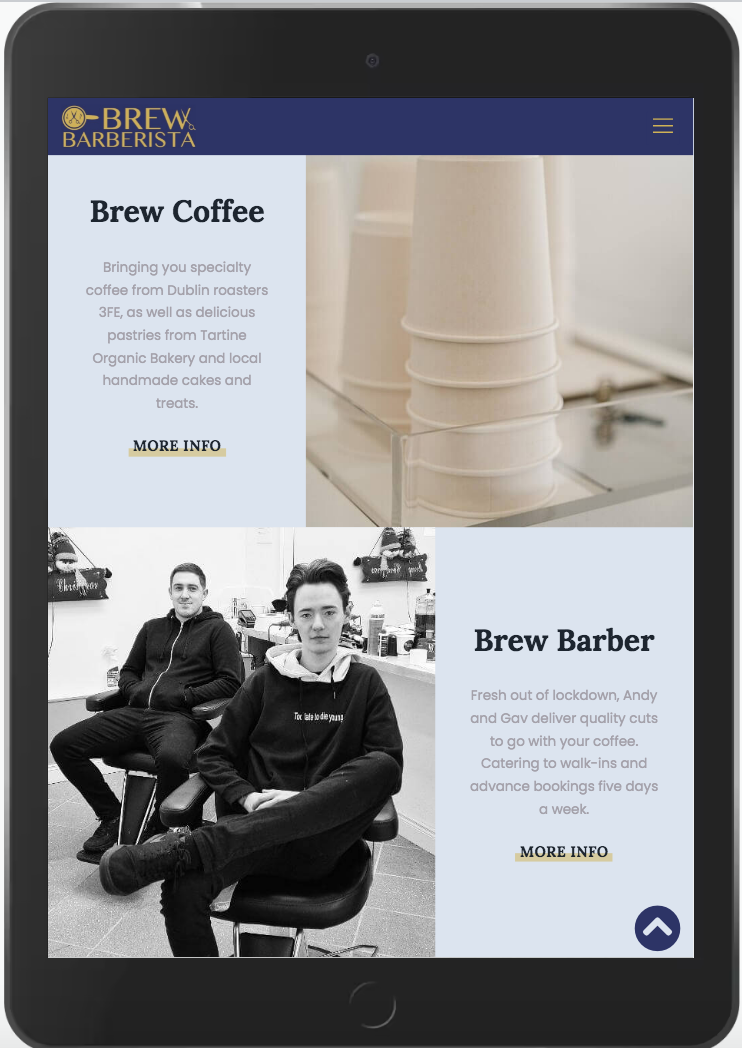 BREW
BARBERISTA
Brew Coffee
Bringing you specialty
coffee from Dublin roasters
3FE, as well as delicious
pastries from Tartine
Organic Bakery and local
handmade cakes and
treats.
MORE INFO
Christmas
Too late to die young
Brew Barber
Fresh out of lockdown, Andy
and Gav deliver quality cuts
to go with your coffee.
Catering to walk-ins and
advance bookings five days
a week.
MORE INFO